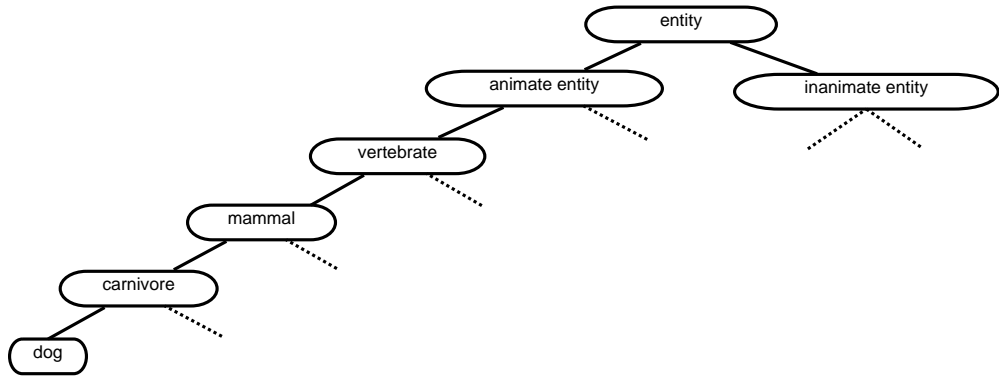 entity
animate entity
inanimate entity
vertebrate
mammal
carnivore
dog